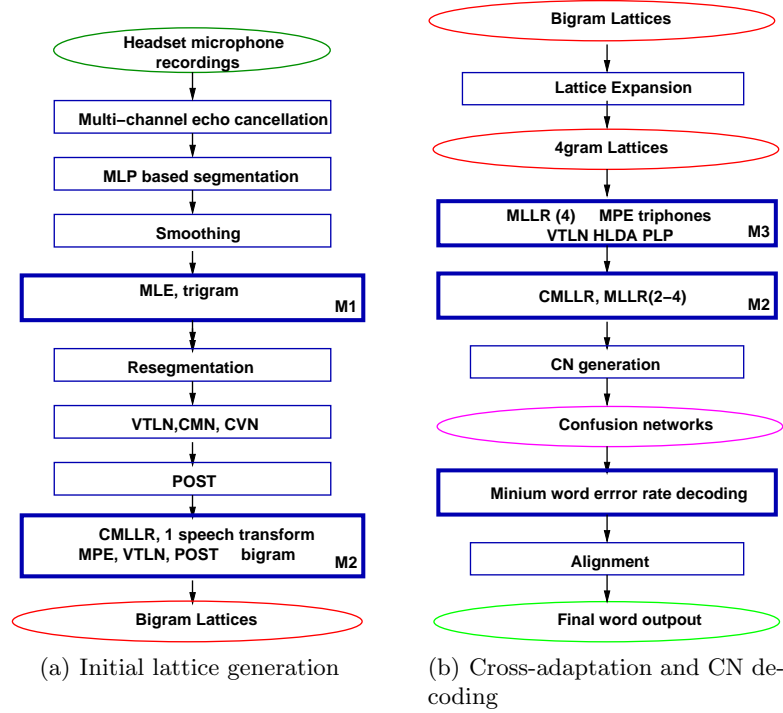 Headset microphone
recordings
Multi−channel echo cancellation
MLP based segmentation
Smoothing
MLE, trigram
M1
Resegmentation
VTLN,CMN, CVN
POST
CMLLR, 1 speech transform
MPE, VTLN, POST bigram
M2
Bigram Lattices
(a) Initial lattice generation
Bigram Lattices
Lattice Expansion
4gram Lattices
MLLR (4) MPE triphones
VTLN HLDA PLP
M3
CMLLR, MLLR(2−4)
M2
CN generation
Confusion networks
Minium word errror rate decoding
Alignment
Final word outpout
(b) Cross-adaptation and CN de-
coding